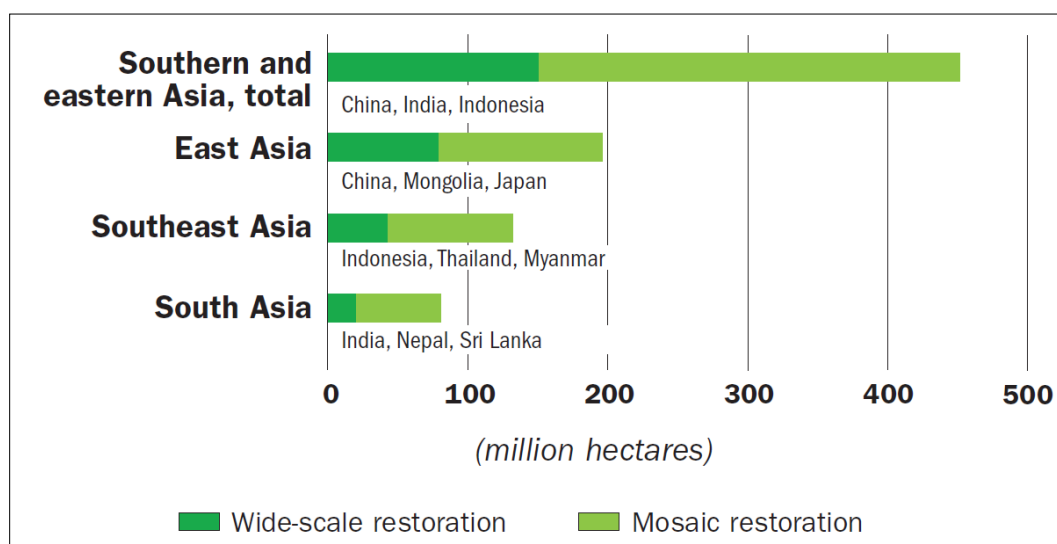 Southern and
eastern Asia, total
China, India, Indonesia
East Asia
China, Mongolia, Japan
Southeast Asia
Indonesia, Thailand, Myanmar
South Asia
India, Nepal, Sri Lanka
0 100 200 300 400 500
(million hectares)
Wide-scale restoration Mosaic restoration